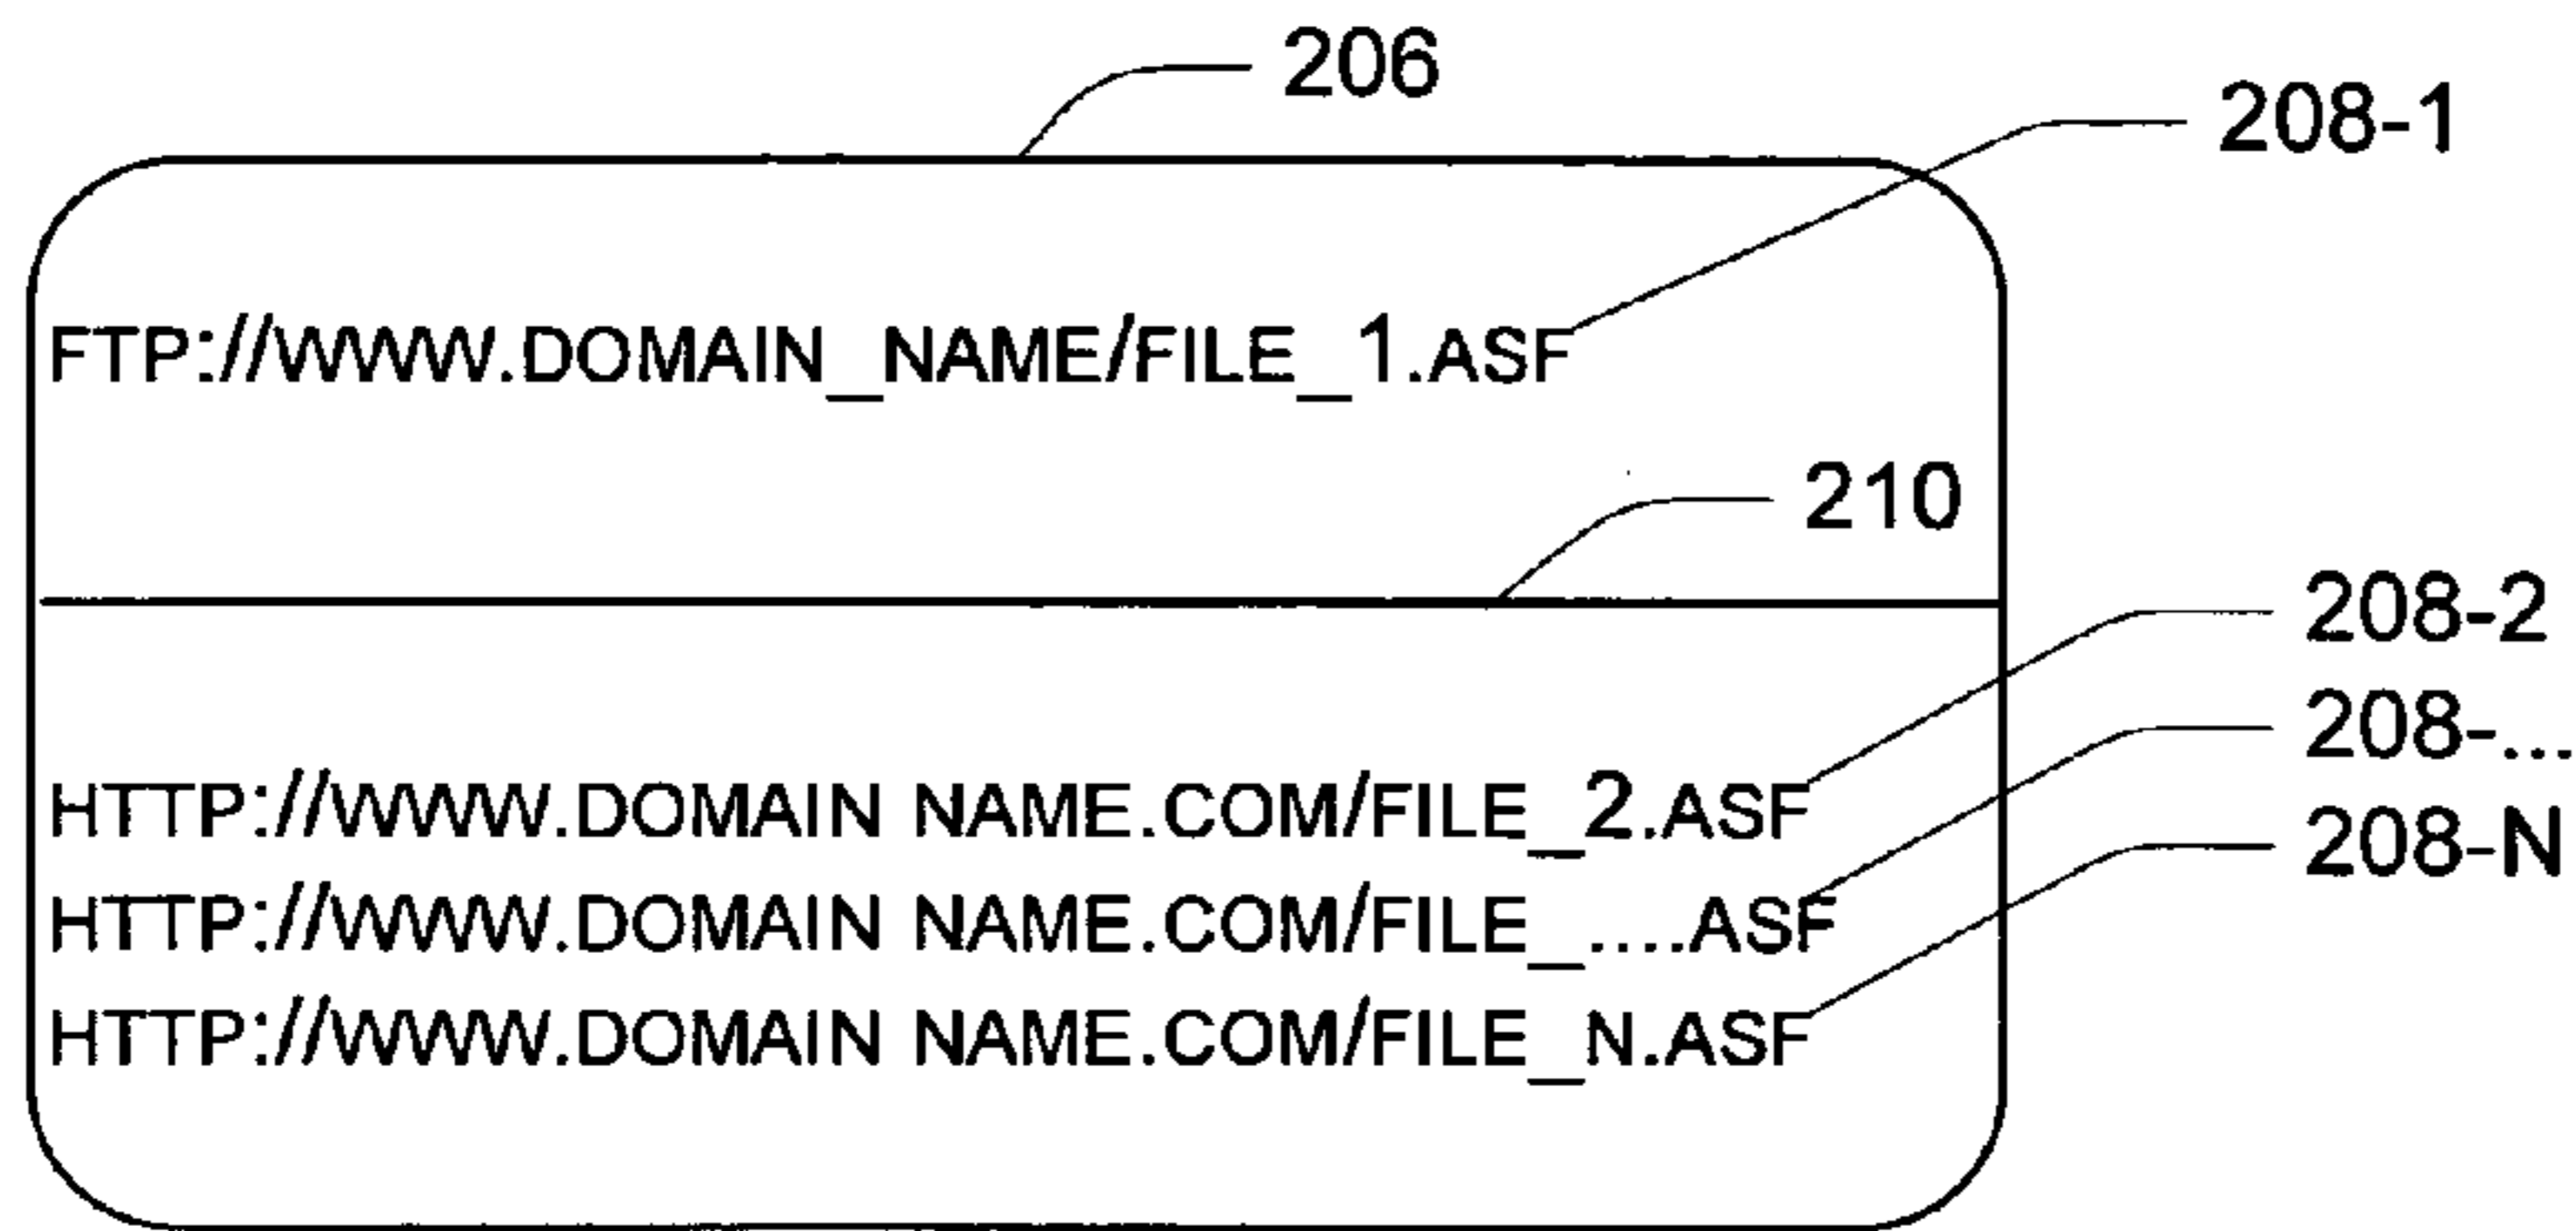 206
208-1
FTP://WWW.DOMAIN_NAME/FILE_1.ASF
210
208-2
208-...
208-N
HTTP://WWW.DOMAIN NAME.COM/FILE_2.ASF
HTTP://WWW.DOMAIN NAME.COM/FILE_....ASF
HTTP://WWW.DOMAIN NAME.COM/FILE_N.ASF